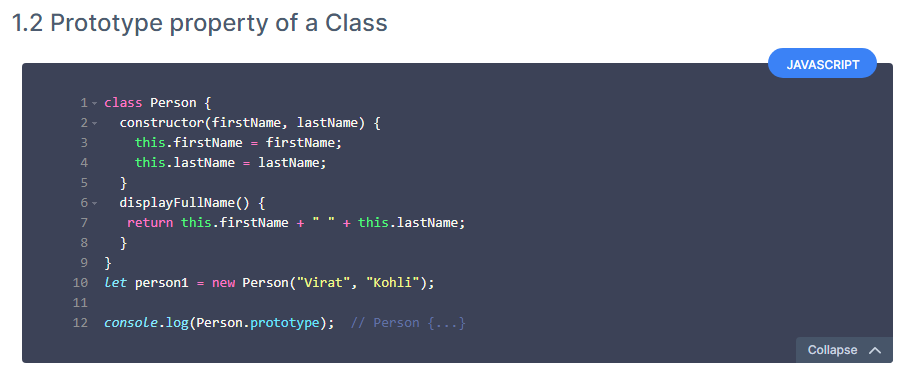 1.2 Prototype property of a Class
JAVASCRIPT
1 class Person {
2   constructor(firstName, lastName) {
3     this.firstName = firstName;
4     this.lastName = lastName;
5   }
6   displayFullName() {
7    return this.firstName + " " + this.lastName;
8   }
9 }
10 let person1 = new Person("Virat", "Kohli");
11
12 console.log(Person.prototype);  // Person {...}
Collapse